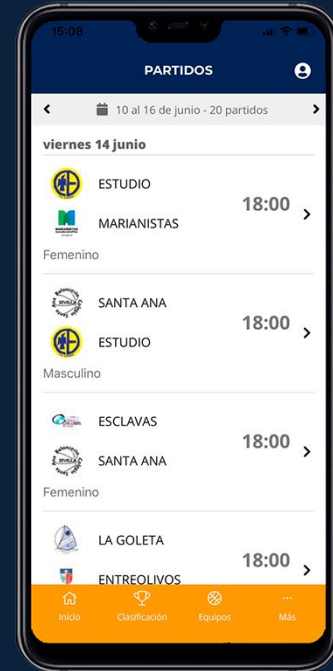 15:08
PARTIDOS
10 al 16 de junio - 20 partidos
viernes 14 junio
ESTUDIO
18:00
MARIANISTAS
Femenino
SANTA ANA
18:00
ESTUDIO
Masculino
ESCLAVAS
18:00
SANTA ANA
Femenino
LA GOLETA
18:00
ENTREOLIVOS
Inicio
Clasificación
Equipos
Más